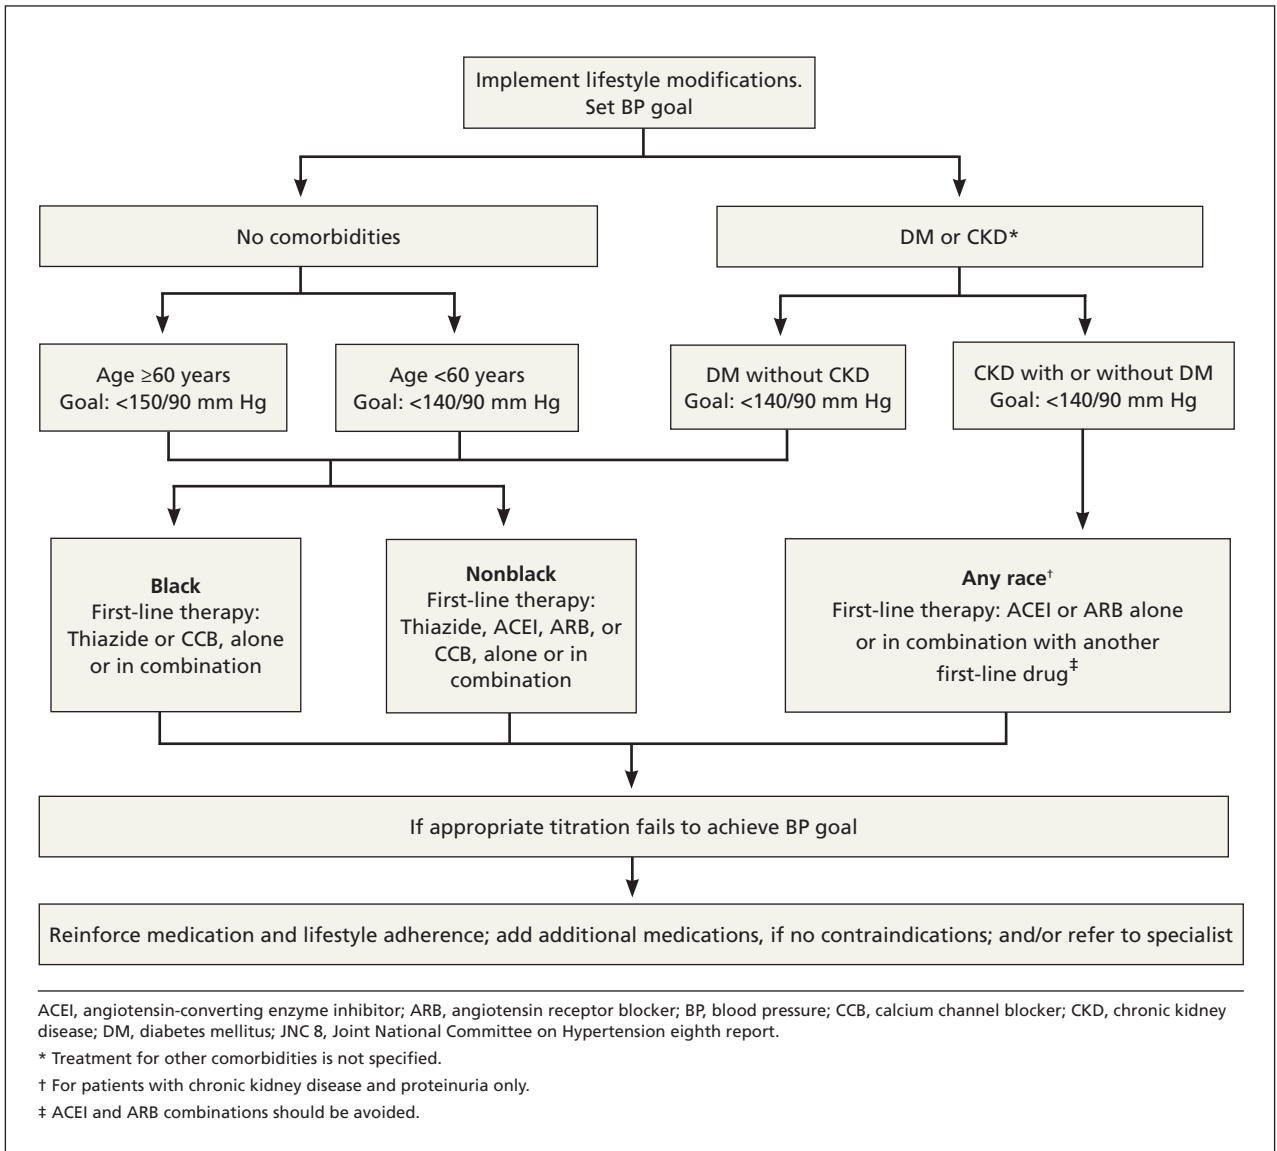 Implement lifestyle modifications.
Set BP goal
No comorbidities
DM or CKD*
Age ≥60 years
Goal: <150/90 mm Hg
Age <60 years
Goal: <140/90 mm Hg
DM without CKD
Goal: <140/90 mm Hg
CKD with or without DM
Goal: <140/90 mm Hg
Black
First-line therapy:
Thiazide or CCB, alone
or in combination
Nonblack
First-line therapy:
Thiazide, ACEI, ARB, or
CCB, alone or in
combination
Any race†
First-line therapy: ACEI or ARB alone
or in combination with another
first-line drug‡
If appropriate titration fails to achieve BP goal
Reinforce medication and lifestyle adherence; add additional medications, if no contraindications; and/or refer to specialist
ACEI, angiotensin-converting enzyme inhibitor; ARB, angiotensin receptor blocker; BP, blood pressure; CCB, calcium channel blocker; CKD, chronic kidney
disease; DM, diabetes mellitus; JNC 8, Joint National Committee on Hypertension eighth report.
* Treatment for other comorbidities is not specified.
† For patients with chronic kidney disease and proteinuria only.
‡ ACEI and ARB combinations should be avoided.